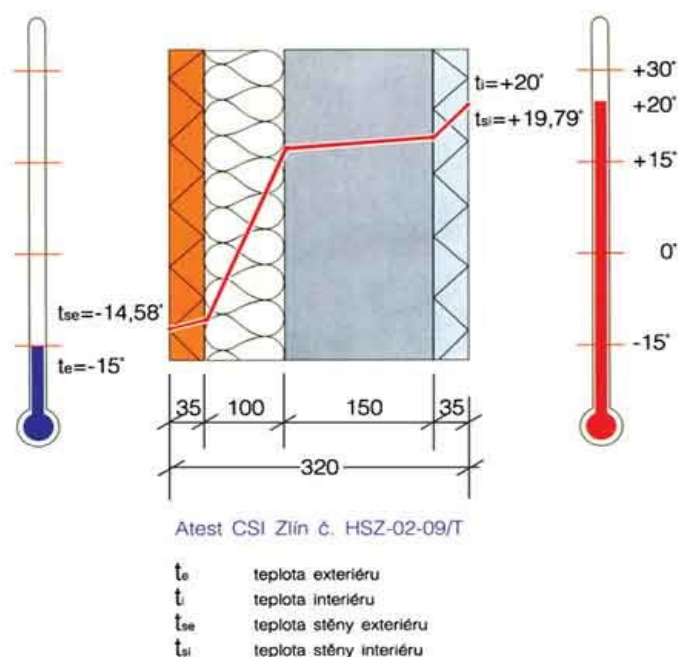 +30°
tᵢ=+20°
+20°
tsi=+19,79°
+15°
0°
tse=-14,58°
-15°
te=-15°
35 100 150 35
320
Atest CSI Zlín č. HSZ-02-09/T
te teplota exteriéru
ti teplota interiéru
tse teplota stěny exteriéru
tsi teplota stěny interiéru